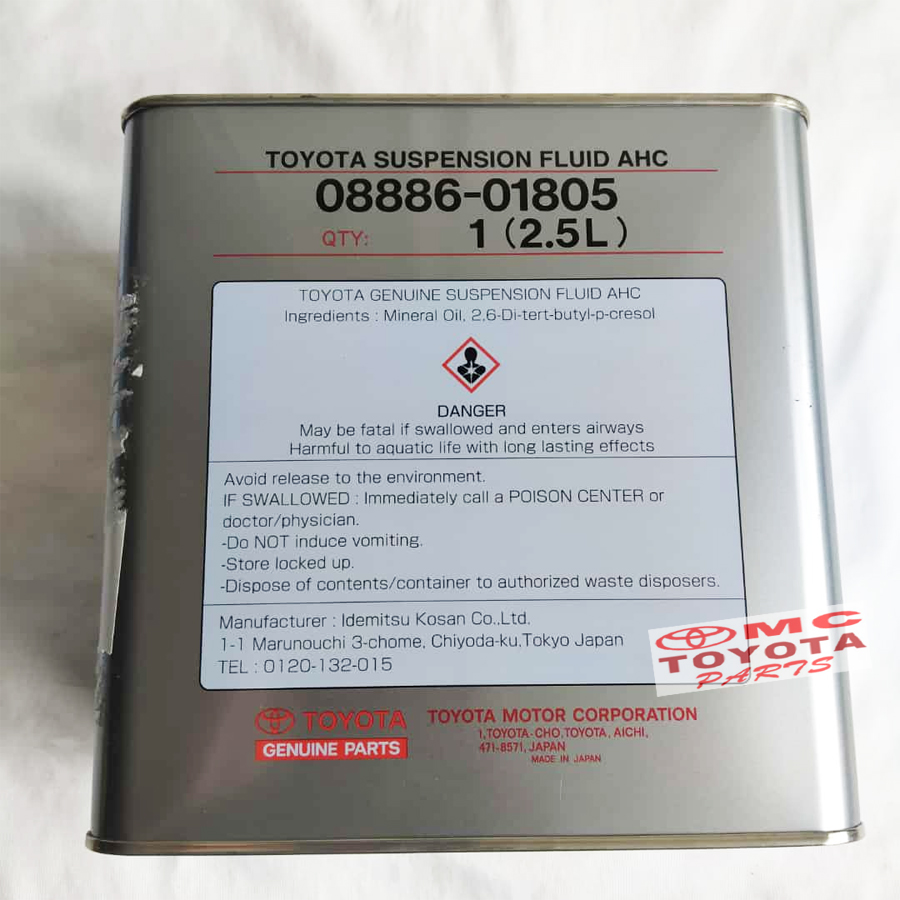 TOYOTA SUSPENSION FLUID AHC
08886-01805
QTY: 1 (2.5L)
TOYOTA GENUINE SUSPENSION FLUID AHC
Ingredients : Mineral Oil, 2,6-Di-tert-butyl-p-cresol
DANGER
May be fatal if swallowed and enters airways
Harmful to aquatic life with long lasting effects
Avoid release to the environment.
IF SWALLOWED : Immediately call a POISON CENTER or
doctor/physician.
-Do NOT induce vomiting.
-Store locked up.
-Dispose of contents/container to authorized waste disposers.
Manufacturer : Idemitsu Kosan Co.,Ltd.
1-1 Marunouchi 3-chome, Chiyoda-ku,Tokyo Japan
TEL : 0120-132-015
MC
TOYOTA
PARTS
TOYOTA
GENUINE PARTS
TOYOTA MOTOR CORPORATION
1,TOYOTA-CHO,TOYOTA, AICHI,
471-8571, JAPAN
MADE IN JAPAN